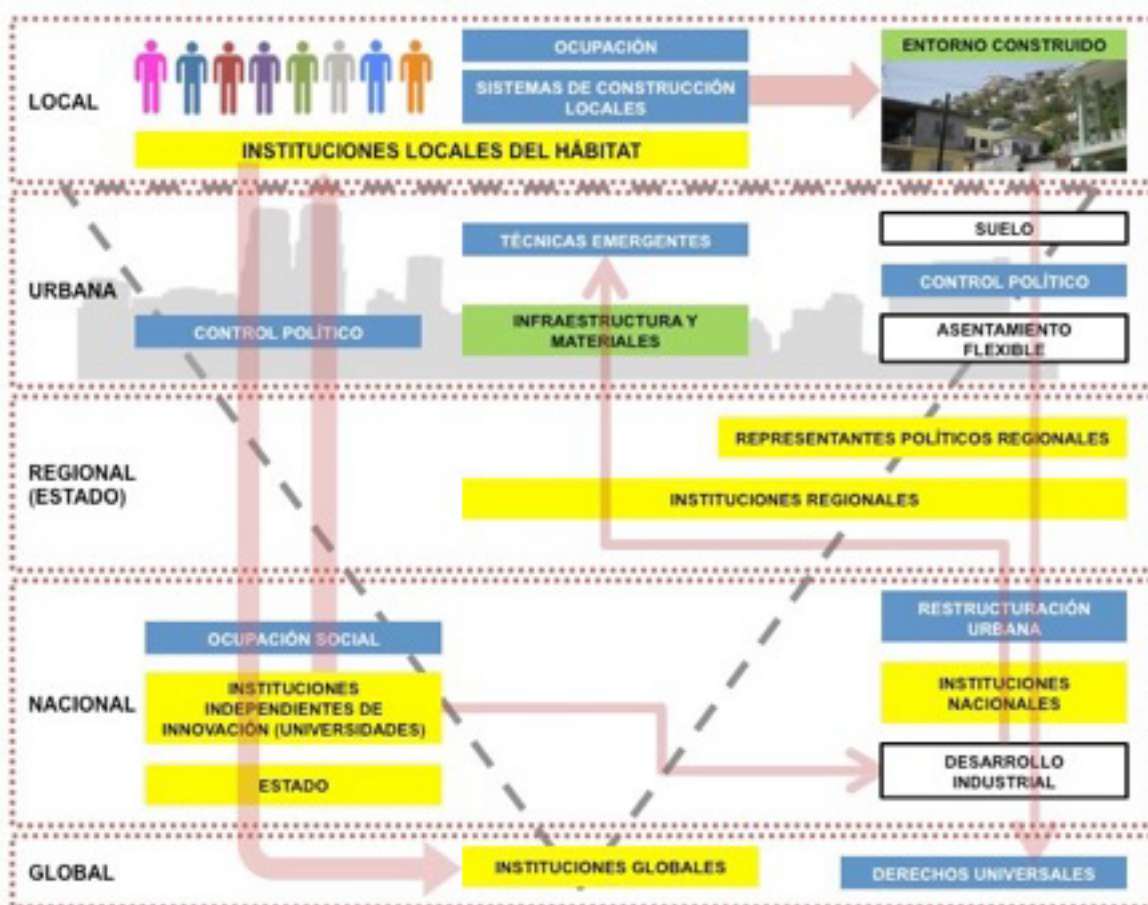 LOCAL
OCUPACIÓN
SISTEMAS DE CONSTRUCCIÓN
LOCALES
ENTORNO CONSTRUIDO
INSTITUCIONES LOCALES DEL HÁBITAT
URBANA
CONTROL POLÍTICO
TÉCNICAS EMERGENTES
INFRAESTRUCTURA Y
MATERIALES
SUELO
CONTROL POLÍTICO
ASENTAMIENTO
FLEXIBLE
REGIONAL
(ESTADO)
REPRESENTANTES POLÍTICOS REGIONALES
INSTITUCIONES REGIONALES
NACIONAL
OCUPACIÓN SOCIAL
INSTITUCIONES
INDEPENDIENTES DE
INNOVACIÓN (UNIVERSIDADES)
ESTADO
RESTRUCTURACIÓN
URBANA
INSTITUCIONES
NACIONALES
DESARROLLO
INDUSTRIAL
GLOBAL
INSTITUCIONES GLOBALES
DERECHOS UNIVERSALES